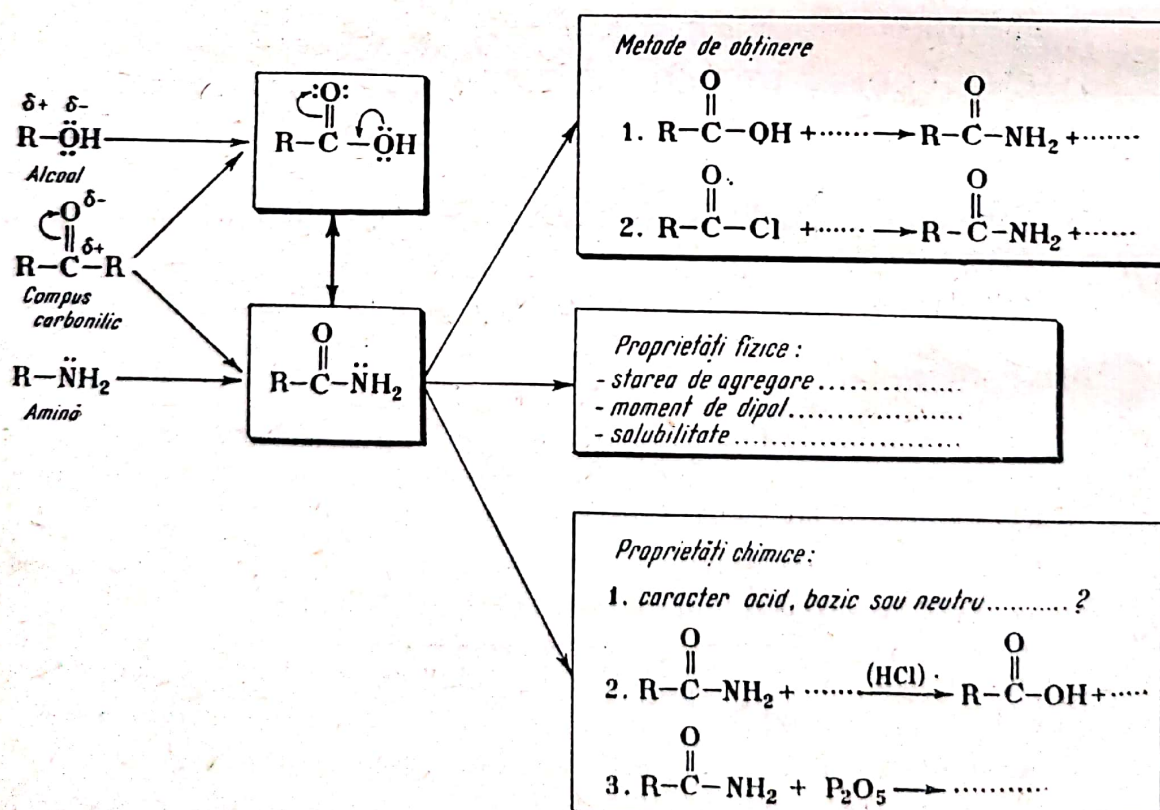 δ+ δ-
R-ÖH
Alcool
O δ-
|| δ+
R-C-R
Compus
carbonilic
R-N̈H₂
Amină
:O:
||
R-C-ÖH
O
||
R-C-N̈H₂
Metode de obținere
O O
|| ||
1. R-C-OH+······→R-C-NH₂+·······
O O
|| ||
2. R-C-Cl +······→R-C-NH₂+······
Proprietăți fizice:
- starea de agregare..............
- moment de dipol.................
- solubilitate......................
Proprietăți chimice:
1. caracter acid, bazic sau neutru...........?
O (HCl) O
|| ||
2. R-C-NH₂+······→R-C-OH+·····
O
||
3. R-C-NH₂ + P₂O₅→·········